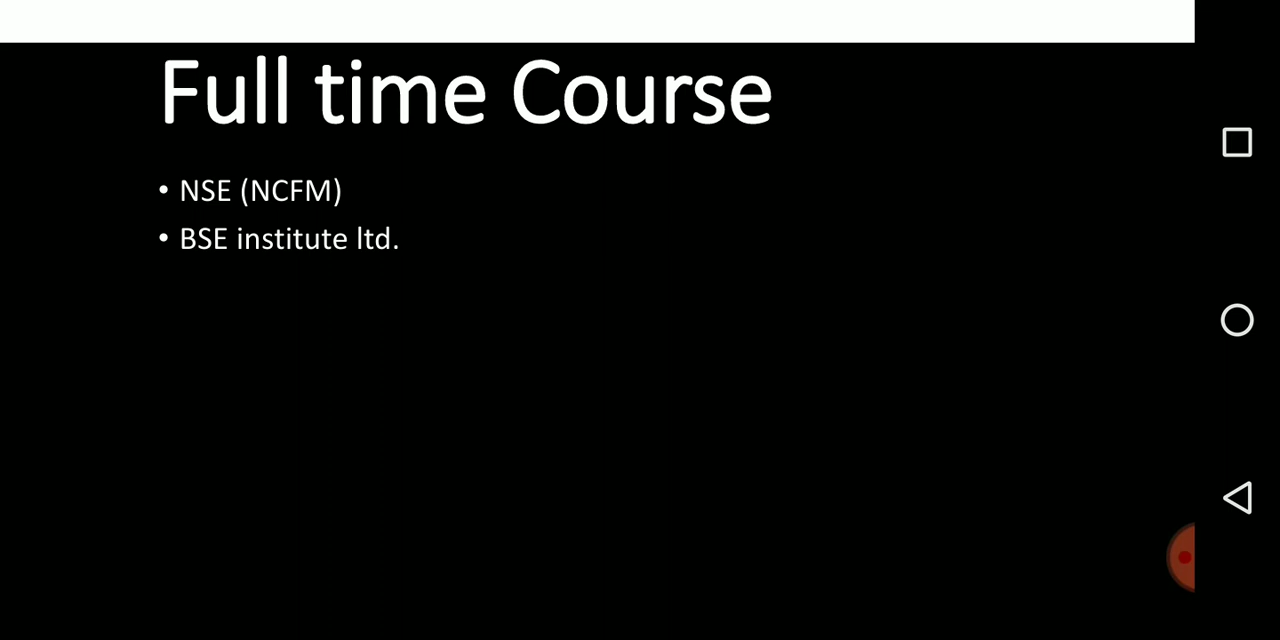 Full time Course
• NSE (NCFM)
• BSE institute ltd.